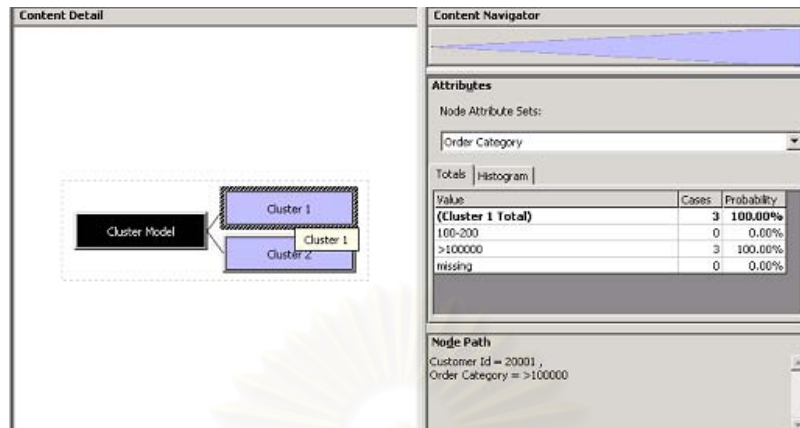 Content Detail
Cluster Model
Cluster 1
Cluster 1
Cluster 2
Content Navigator
Attributes
Node Attribute Sets:
Order Category
Totals
Histogram
Value Cases Probability
(Cluster 1 Total) 3 100.00%
100-200 0 0.00%
>100000 3 100.00%
missing 0 0.00%
Node Path
Customer Id = 20001 ,
Order Category = >100000